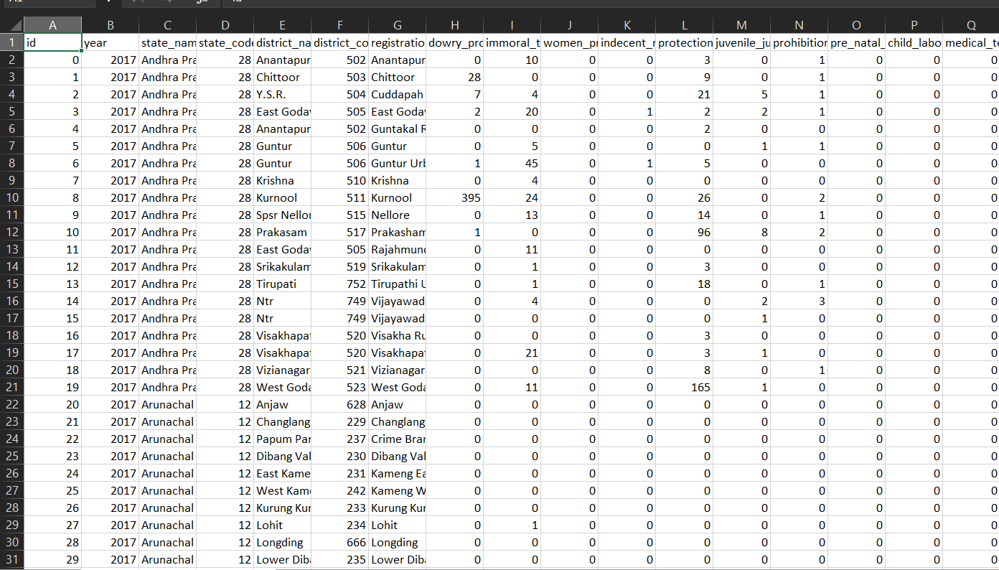 A B C D E F G H I J K L M N O P Q
1 id year state_nam state_code district_na district_co registratio dowry_pro immoral_t women_pr indecent_r protection juvenile_ju prohibition pre_natal_ child_labo medical_te
2 0 2017 Andhra Pra 28 Anantapur 502 Anantapur 0 10 0 0 3 0 1 0 0 0
3 1 2017 Andhra Pra 28 Chittoor 503 Chittoor 28 0 0 0 9 0 1 0 0 0
4 2 2017 Andhra Pra 28 Y.S.R. 504 Cuddapah 7 4 0 0 21 5 1 0 0 0
5 3 2017 Andhra Pra 28 East Godav 505 East Godav 2 20 0 1 2 2 1 0 0 0
6 4 2017 Andhra Pra 28 Anantapur 502 Guntakal R 0 0 0 0 2 0 0 0 0 0
7 5 2017 Andhra Pra 28 Guntur 506 Guntur 0 5 0 0 0 1 1 0 0 0
8 6 2017 Andhra Pra 28 Guntur 506 Guntur Urb 1 45 0 1 5 0 0 0 0 0
9 7 2017 Andhra Pra 28 Krishna 510 Krishna 0 4 0 0 0 0 0 0 0 0
10 8 2017 Andhra Pra 28 Kurnool 511 Kurnool 395 24 0 0 26 0 2 0 0 0
11 9 2017 Andhra Pra 28 Spsr Nellor 515 Nellore 0 13 0 0 14 0 1 0 0 0
12 10 2017 Andhra Pra 28 Prakasam 517 Prakasham 1 0 0 0 96 8 2 0 0 0
13 11 2017 Andhra Pra 28 East Godav 505 Rajahmund 0 11 0 0 0 0 0 0 0 0
14 12 2017 Andhra Pra 28 Srikakulam 519 Srikakulam 0 1 0 0 3 0 0 0 0 0
15 13 2017 Andhra Pra 28 Tirupati 752 Tirupathi U 0 1 0 0 18 0 1 0 0 0
16 14 2017 Andhra Pra 28 Ntr 749 Vijayawad 0 4 0 0 0 2 3 0 0 0
17 15 2017 Andhra Pra 28 Ntr 749 Vijayawad 0 0 0 0 0 1 0 0 0 0
18 16 2017 Andhra Pra 28 Visakhapat 520 Visakha Ru 0 0 0 0 3 0 0 0 0 0
19 17 2017 Andhra Pra 28 Visakhapat 520 Visakhapat 0 21 0 0 3 1 0 0 0 0
20 18 2017 Andhra Pra 28 Vizianagar 521 Vizianagar 0 0 0 0 8 0 1 0 0 0
21 19 2017 Andhra Pra 28 West Goda 523 West Goda 0 11 0 0 165 1 0 0 0 0
22 20 2017 Arunachal 12 Anjaw 628 Anjaw 0 0 0 0 0 0 0 0 0 0
23 21 2017 Arunachal 12 Changlang 229 Changlang 0 0 0 0 0 0 0 0 0 0
24 22 2017 Arunachal 12 Papum Par 237 Crime Bran 0 0 0 0 0 0 0 0 0 0
25 23 2017 Arunachal 12 Dibang Val 230 Dibang Val 0 0 0 0 0 0 0 0 0 0
26 24 2017 Arunachal 12 East Kame 231 Kameng Ea 0 0 0 0 0 0 0 0 0 0
27 25 2017 Arunachal 12 West Kame 242 Kameng W 0 0 0 0 0 0 0 0 0 0
28 26 2017 Arunachal 12 Kurung Kur 233 Kurung Kur 0 0 0 0 0 0 0 0 0 0
29 27 2017 Arunachal 12 Lohit 234 Lohit 0 1 0 0 0 0 0 0 0 0
30 28 2017 Arunachal 12 Longding 666 Longding 0 0 0 0 0 0 0 0 0 0
31 29 2017 Arunachal 12 Lower Diba 235 Lower Diba 0 0 0 0 0 0 0 0 0 0